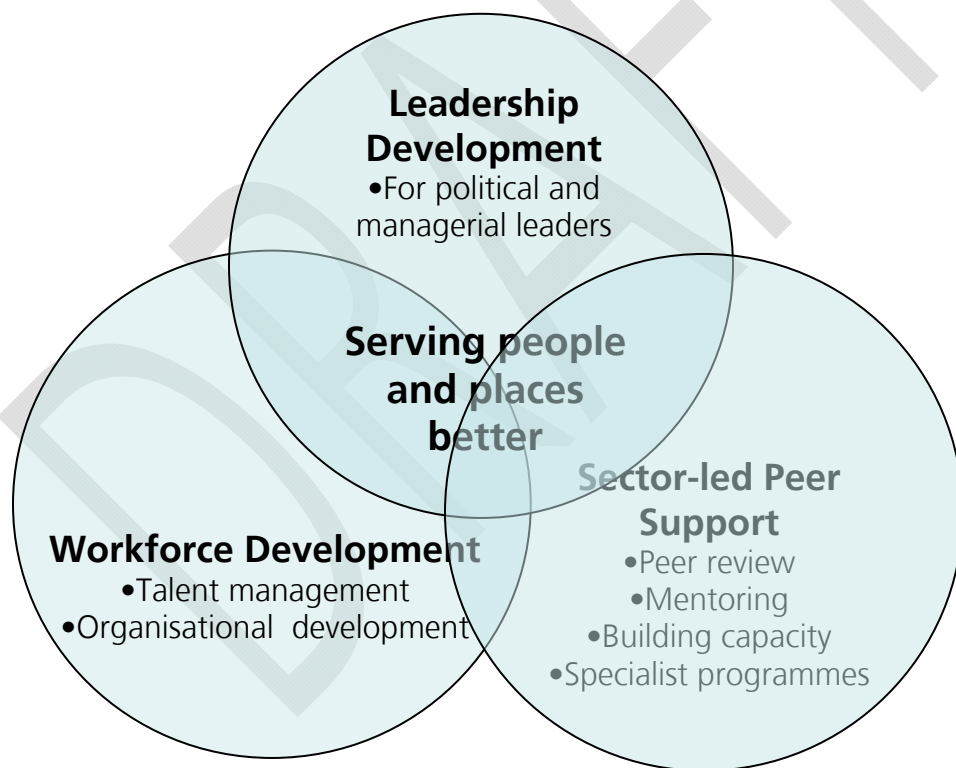 Leadership
Development
•For political and
managerial leaders
Serving people
and places
better
Workforce Development
•Talent management
•Organisational  development
Sector-led Peer
Support
•Peer review
•Mentoring
•Building capacity
•Specialist programmes
DRAFT